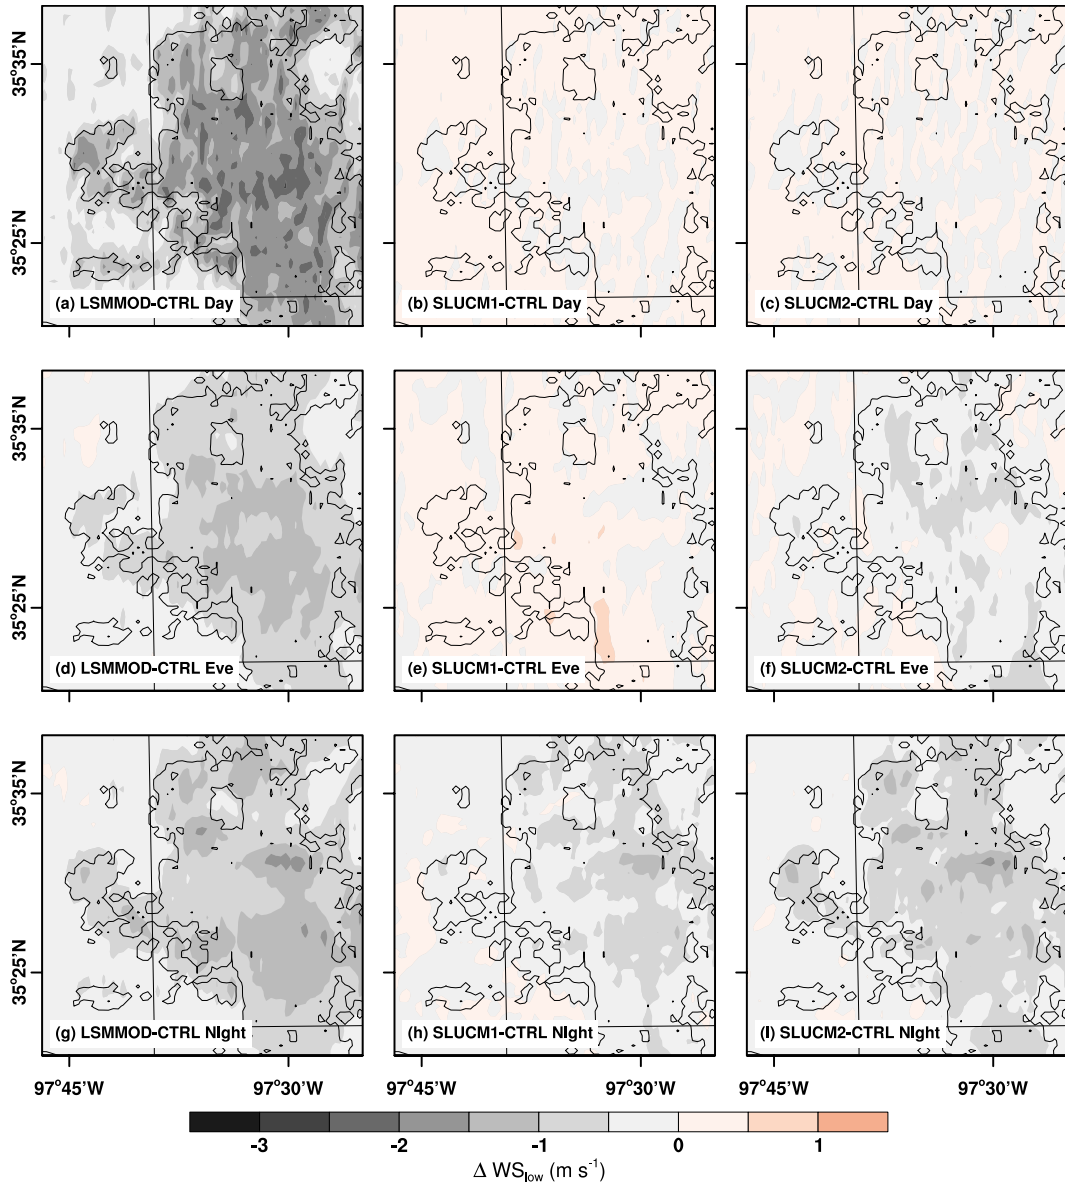 35°35'N
(a) LSMMOD-CTRL Day
(b) SLUCM1-CTRL Day
(c) SLUCM2-CTRL Day
35°25'N
35°35'N
(d) LSMMOD-CTRL Eve
(e) SLUCM1-CTRL Eve
(f) SLUCM2-CTRL Eve
35°25'N
35°35'N
(g) LSMMOD-CTRL NIght
(h) SLUCM1-CTRL NIght
(I) SLUCM2-CTRL NIght
35°25'N
97°45'W 97°30'W 97°45'W 97°30'W 97°45'W 97°30'W
-3 -2 -1 0 1
Δ WSlow (m s-1)